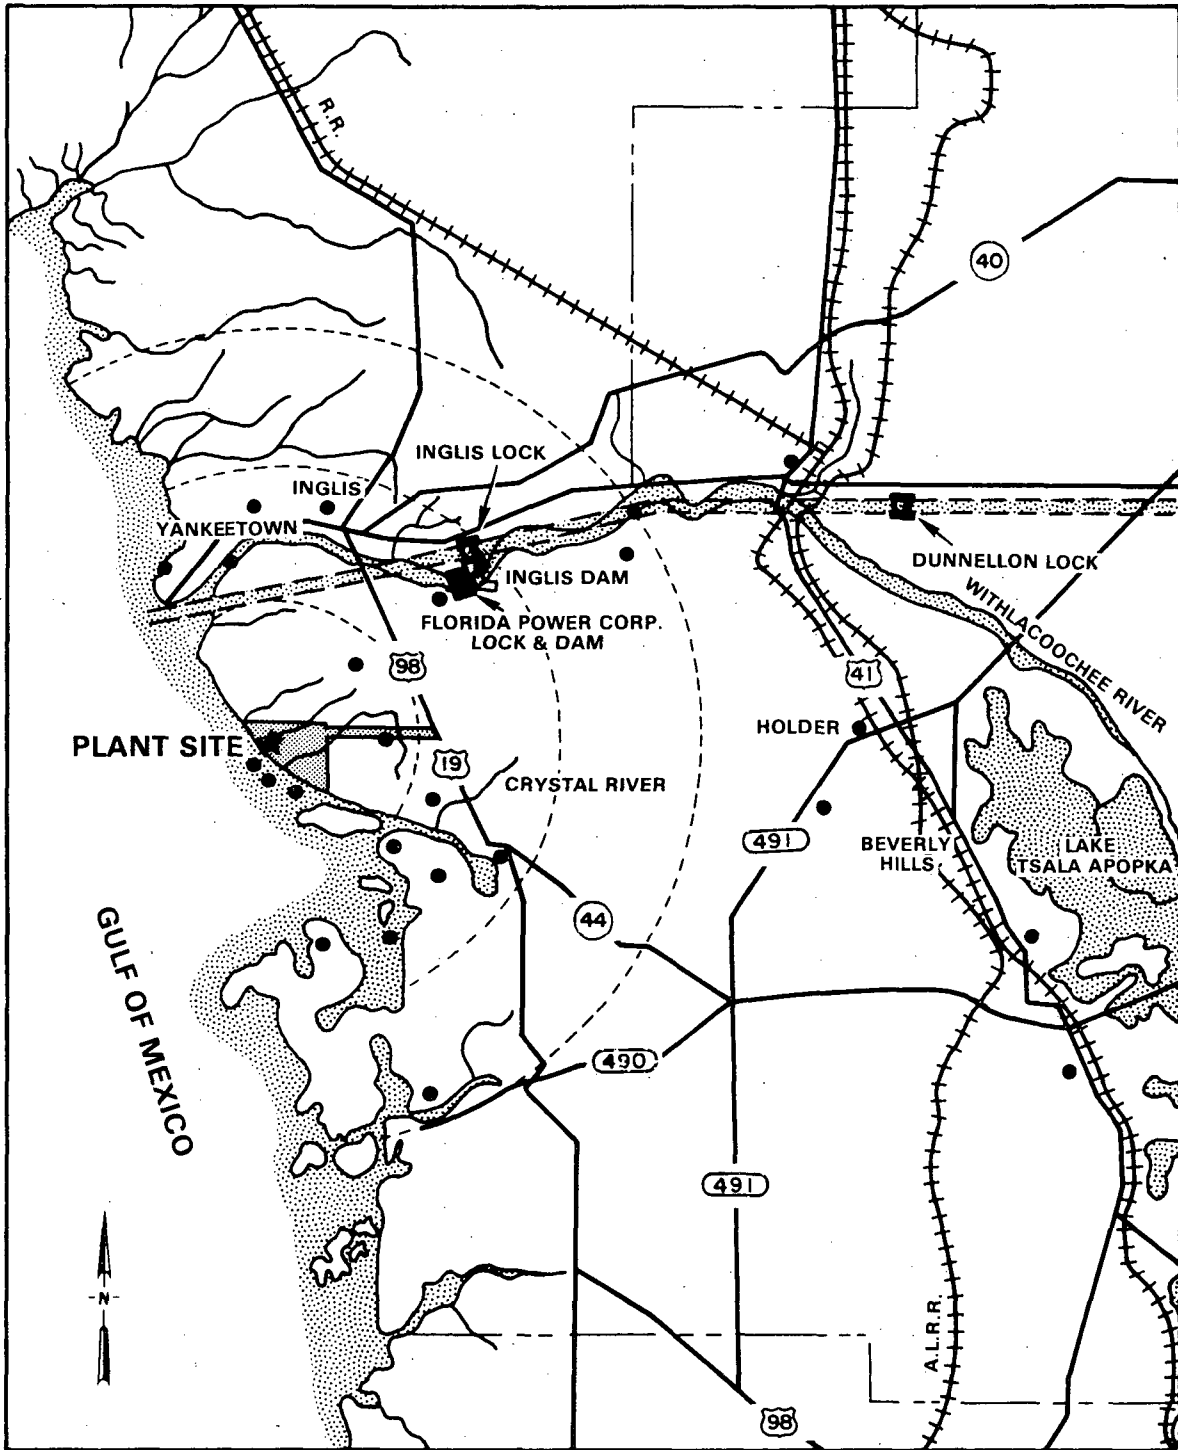 R.R.
40
INGLIS LOCK
INGLIS
YANKEETOWN
DUNNELLON LOCK
INGLIS DAM
WITHLACOOCHEE RIVER
FLORIDA POWER CORP.
LOCK & DAM
98
41
HOLDER
PLANT SITE
19
CRYSTAL RIVER
491
BEVERLY
HILLS
LAKE
TSALA APOPKA
44
GULF OF MEXICO
490
491
N
A.L.R.R.
98